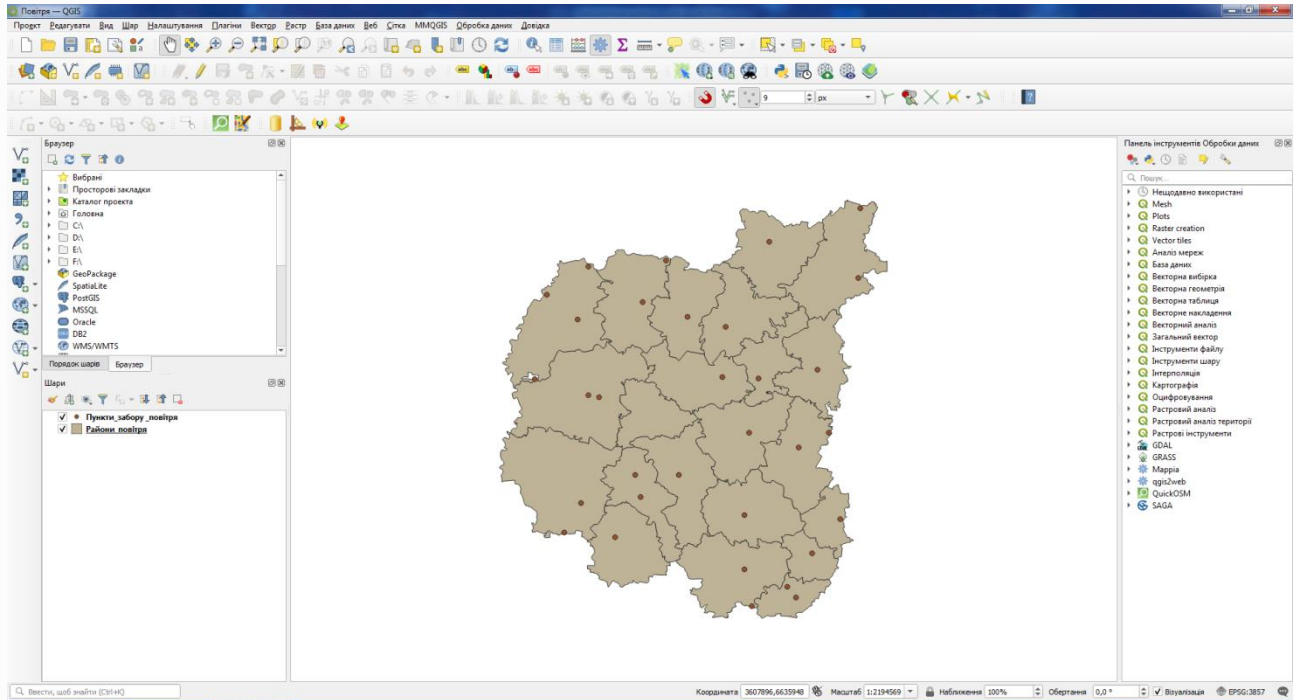 Повітря — QGIS
Проєкт Редагувати Вид Шар Налаштування Плагіни Вектор Растр База даних Веб Сітка MMQGIS Обробка даних Довідка
9 px
Браузер
Вибрані
Просторові закладки
Каталог проекта
Головна
C:\
D:\
E:\
F:\
GeoPackage
SpatiaLite
PostGIS
MSSQL
Oracle
DB2
WMS/WMTS
Порядок шарів Браузер
Шари
Пункти_забору_повітря
Райони_повітря
Панель інструментів Обробки даних
Пошук...
Нещодавно використані
Mesh
Plots
Raster creation
Vector tiles
Аналіз мереж
База даних
Векторна вибірка
Векторна геометрія
Векторна таблиця
Векторне накладення
Векторний аналіз
Загальний вектор
Інструменти файлу
Інструменти шару
Інтерполяція
Картографія
Оцифровування
Растровий аналіз
Растровий аналіз території
Растрові інструменти
GDAL
GRASS
Mappia
qgis2web
QuickOSM
SAGA
Ввести, щоб знайти (Ctrl+K)
Координата 3607896,6635948 Масштаб 1:2194569 Наближення 100% Обертання 0,0 ° Візуалізація EPSG:3857